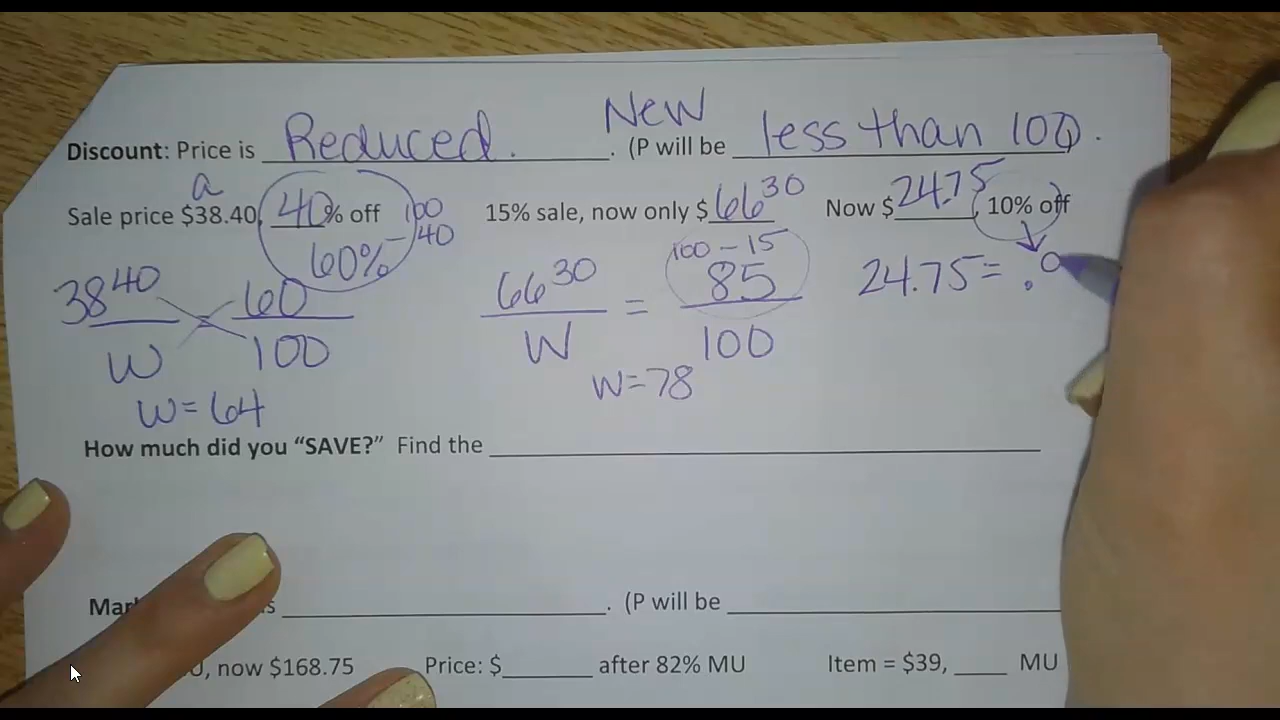 New
Discount: Price is Reduced. . (P will be less than 100.
a
Sale price $38.40, 40% off 100 15% sale, now only $66 30 Now $24.75, 10% off
60% - 40 100 - 15
38 40 = 60 66 30 = 85 24.75 = .
W 100 W 100
W = 64 W = 78
How much did you “SAVE?” Find the
Mar . (P will be
, now $168.75 Price: $ after 82% MU Item = $39, MU